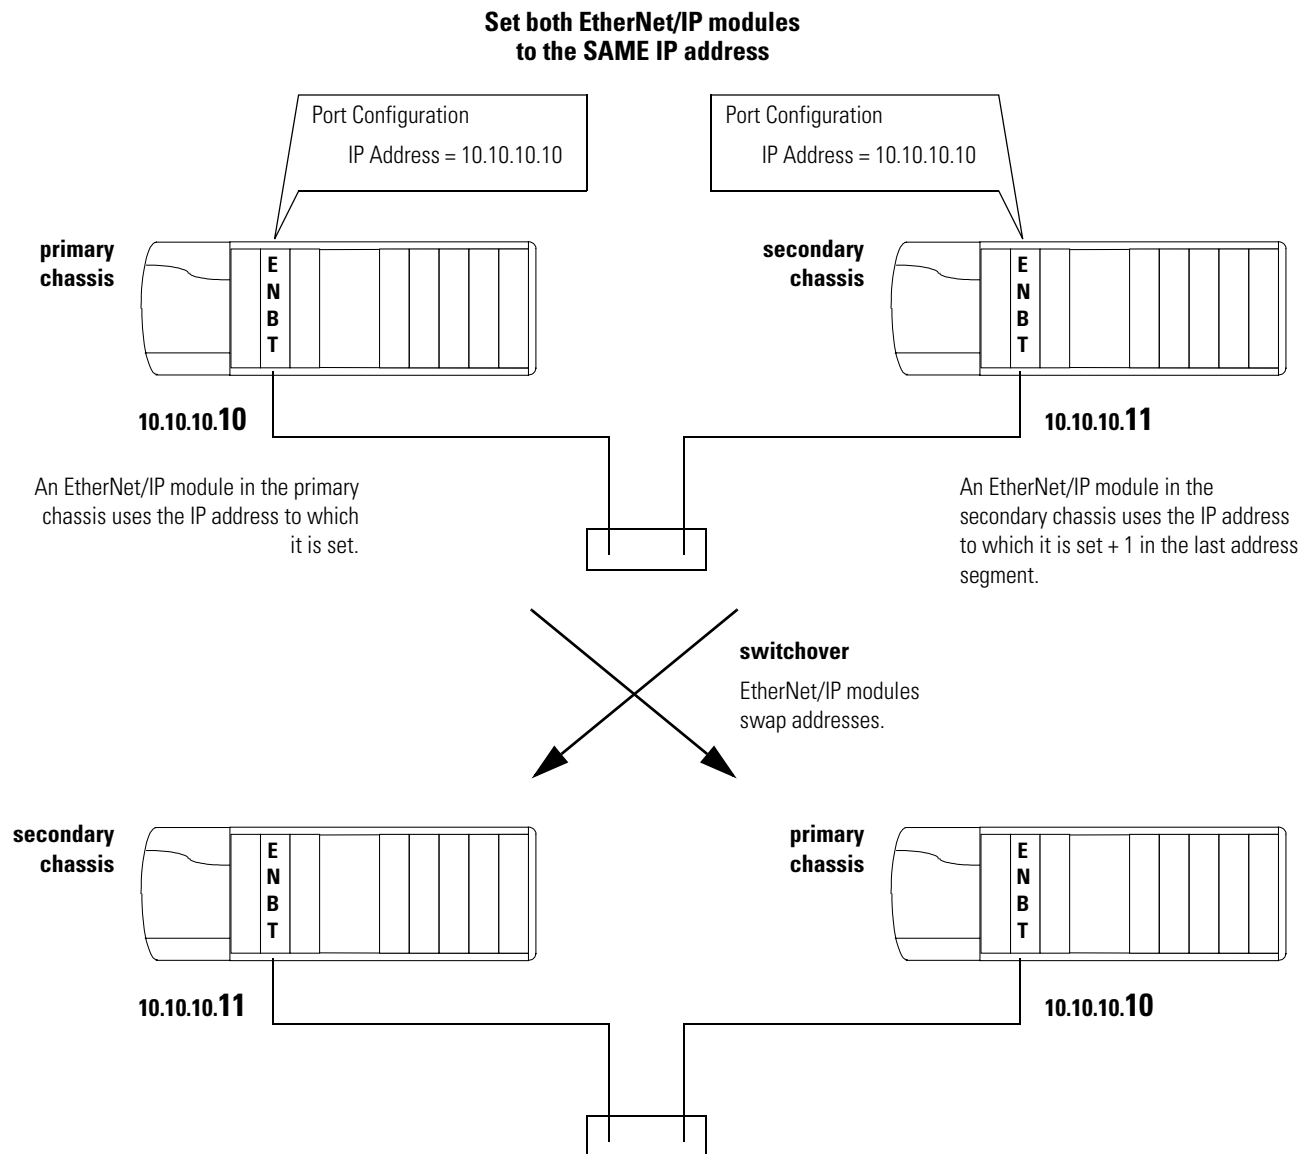 Set both EtherNet/IP modules
to the SAME IP address
Port Configuration
IP Address = 10.10.10.10
Port Configuration
IP Address = 10.10.10.10
primary
chassis
E
N
B
T
secondary
chassis
E
N
B
T
10.10.10.10
10.10.10.11
An EtherNet/IP module in the primary
chassis uses the IP address to which
it is set.
An EtherNet/IP module in the
secondary chassis uses the IP address
to which it is set + 1 in the last address
segment.
switchover
EtherNet/IP modules
swap addresses.
secondary
chassis
E
N
B
T
primary
chassis
E
N
B
T
10.10.10.11
10.10.10.10